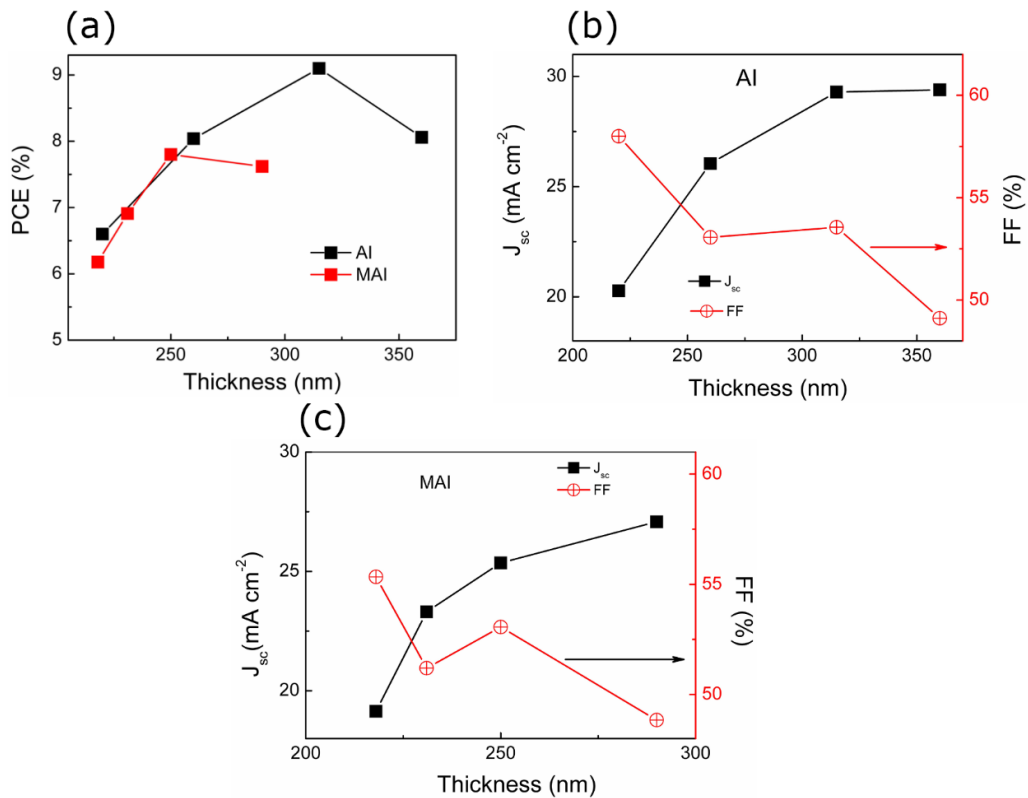 (a)
9
8
7
6
5
PCE (%)
AI
MAI
250
300
350
Thickness (nm)
(b)
30
25
20
J_sc (mA cm⁻²)
AI
J_sc
FF
60
55
50
FF (%)
200
250
300
350
Thickness (nm)
(c)
30
25
20
J_sc(mA cm⁻²)
MAI
J_sc
FF
60
55
50
FF (%)
200
250
300
Thickness (nm)